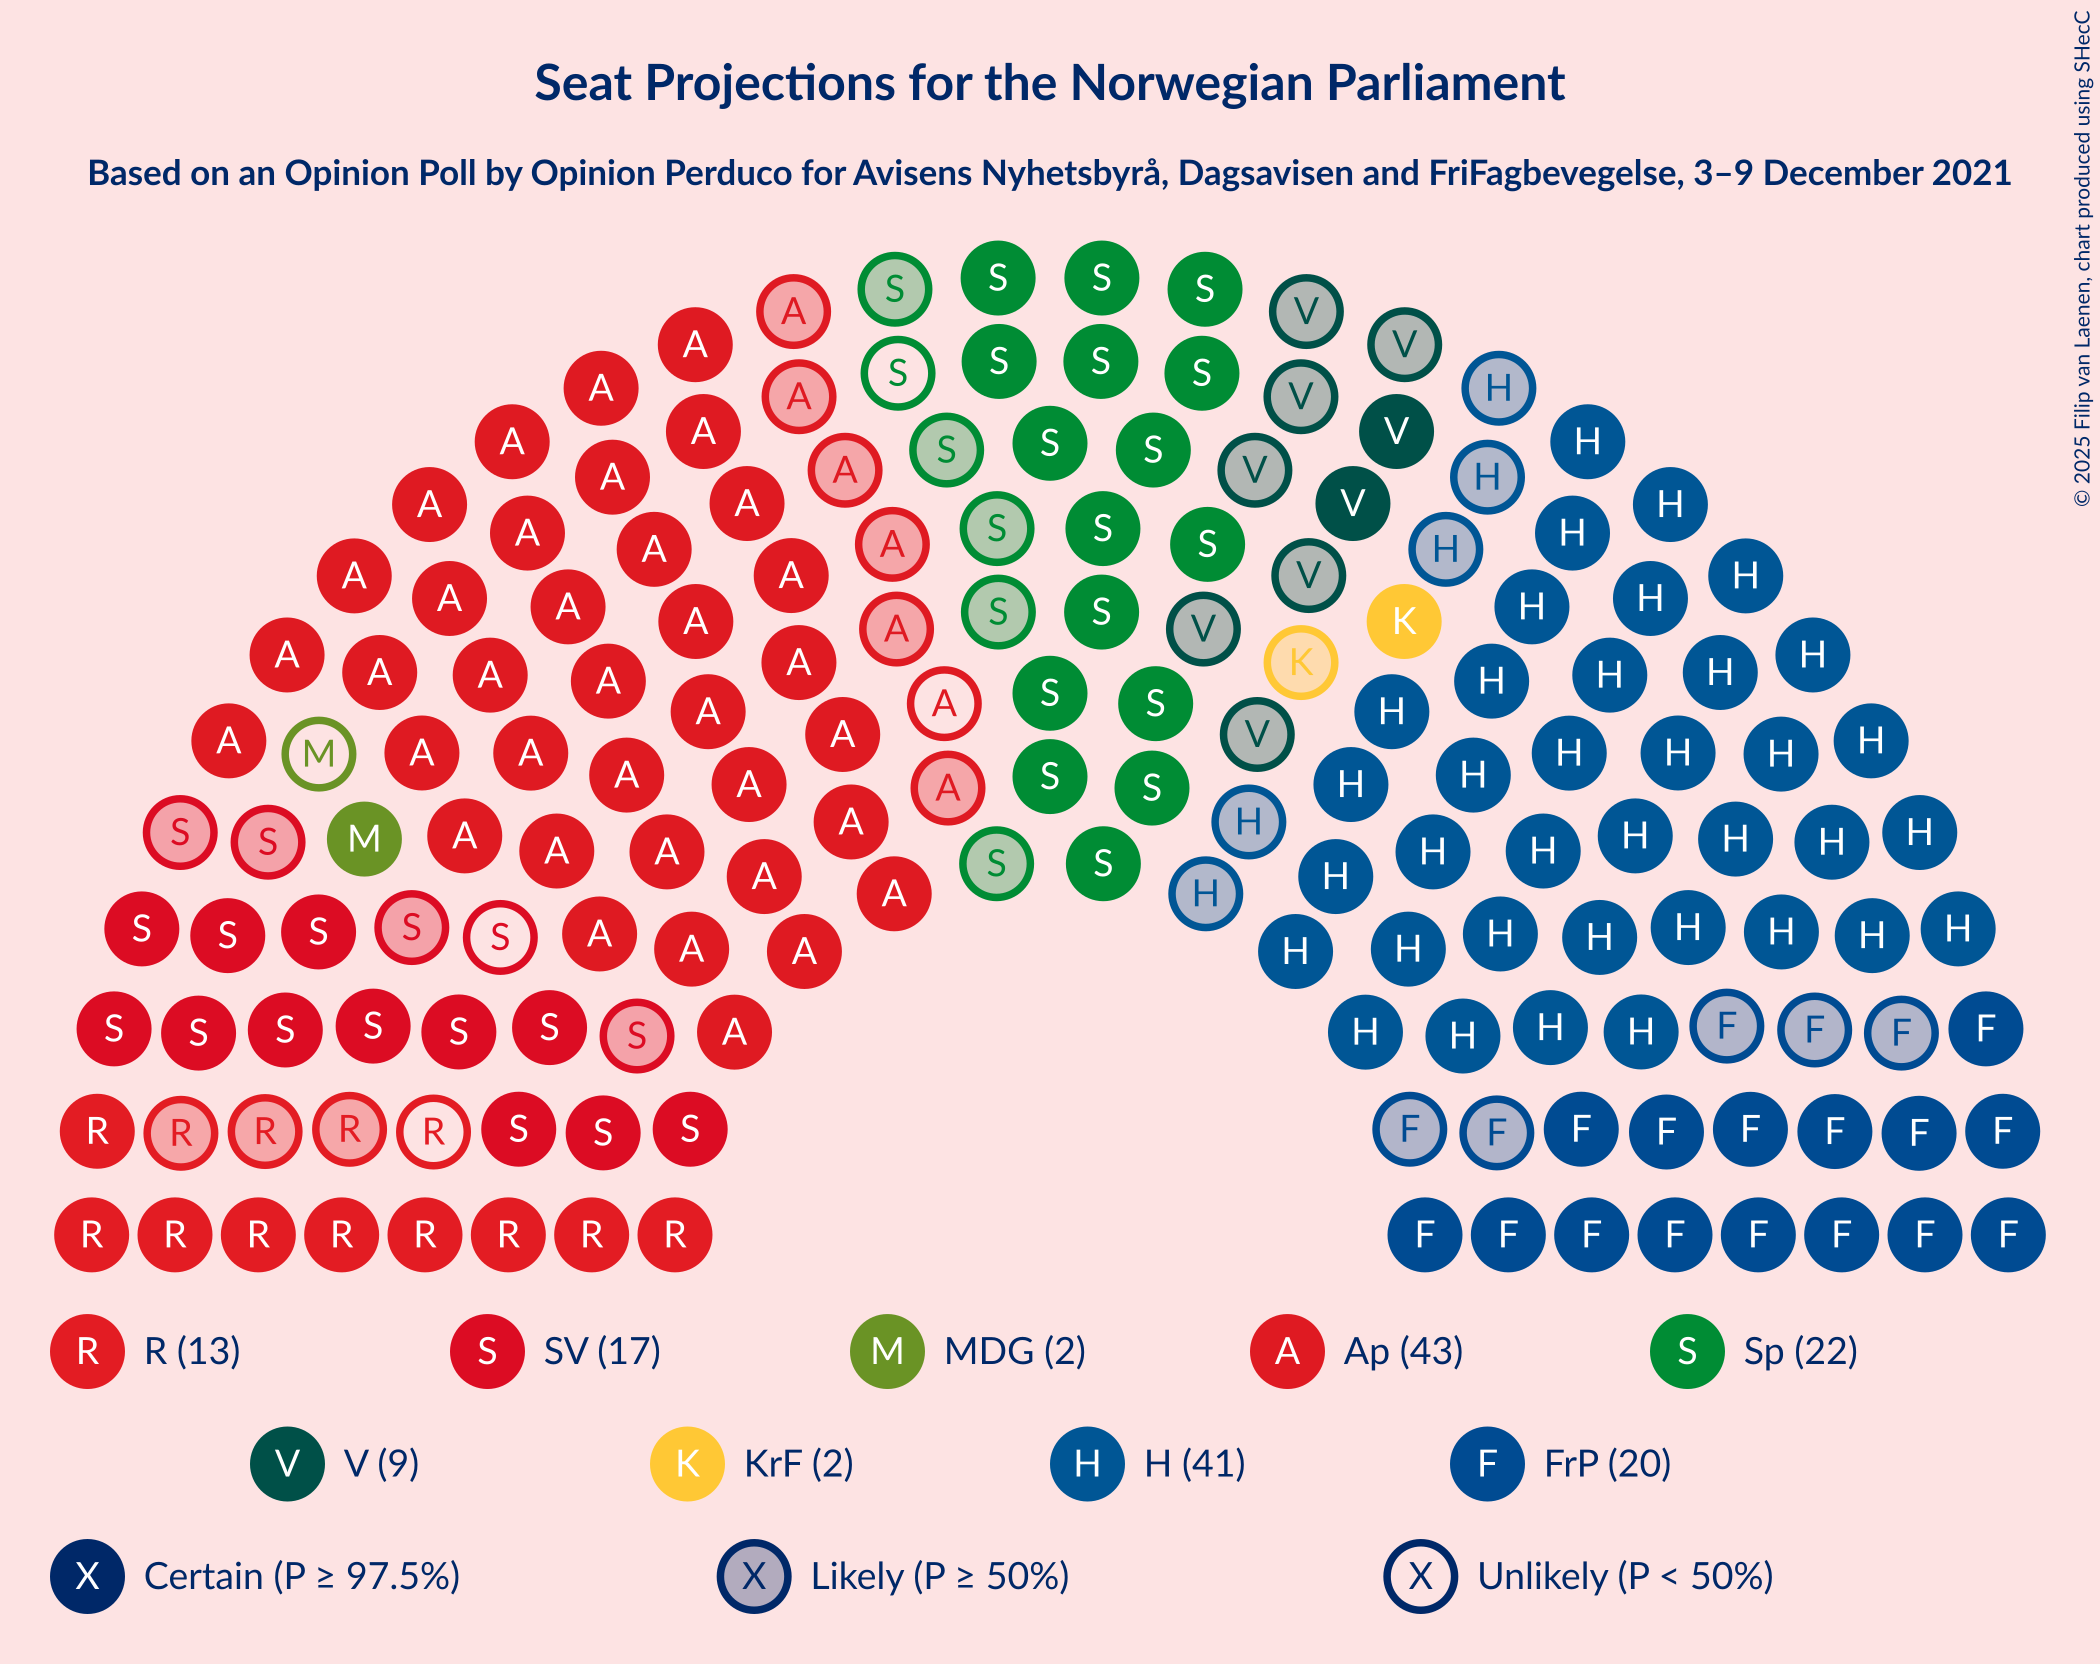 © 2025 Filip van Laenen, chart produced using SHecC
Seat Projections for the Norwegian Parliament
Based on an Opinion Poll by Opinion Perduco for Avisens Nyhetsbyrå, Dagsavisen and FriFagbevegelse, 3–9 December 2021
S S S S
A V
A V
S S S S
A A V H
A A S S S V H
A A V H
A A V H
A A A S S S H H
A A V H
A A A A S S V K H H
A A A A A S K H H H H
A A S H
A M A A A V H H H H
A A A S S H H
S S M A A A A H H H H H H H
A A S S H H
S S S S S A A A H H H H H H H H
S S S S S S S A H H H H F F F F
R R R R R S S S F F F F F F F F
R R R R R R R R F F F F F F F F
R R (13) S SV (17) M MDG (2) A Ap (43) S Sp (22)
V V (9) K KrF (2) H H (41) F FrP (20)
X Certain (P ≥ 97.5%) X Likely (P ≥ 50%) X Unlikely (P < 50%)